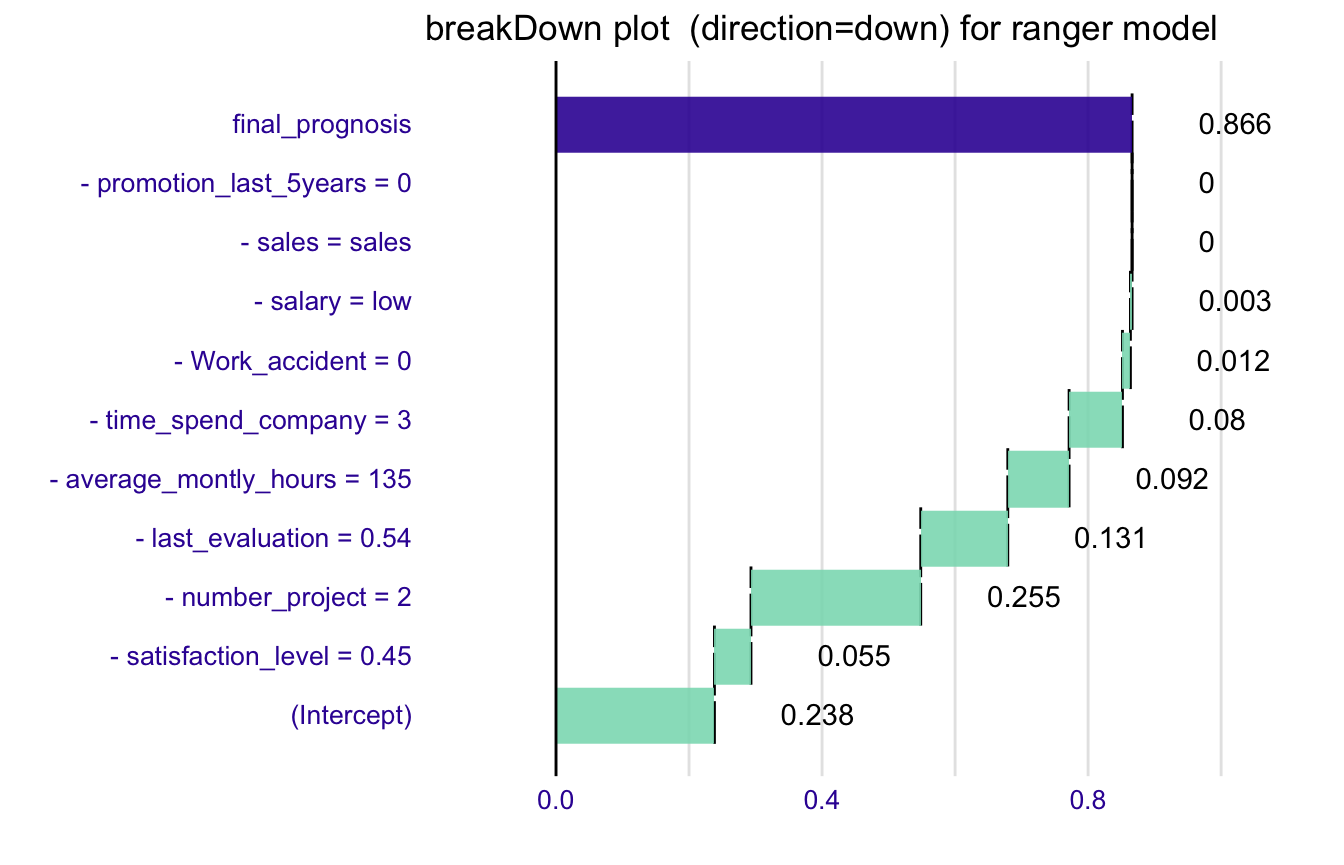 breakDown plot  (direction=down) for ranger model
final_prognosis 0.866
- promotion_last_5years = 0 0
- sales = sales 0
- salary = low 0.003
- Work_accident = 0 0.012
- time_spend_company = 3 0.08
- average_montly_hours = 135 0.092
- last_evaluation = 0.54 0.131
- number_project = 2 0.255
- satisfaction_level = 0.45 0.055
(Intercept) 0.238
0.0 0.4 0.8